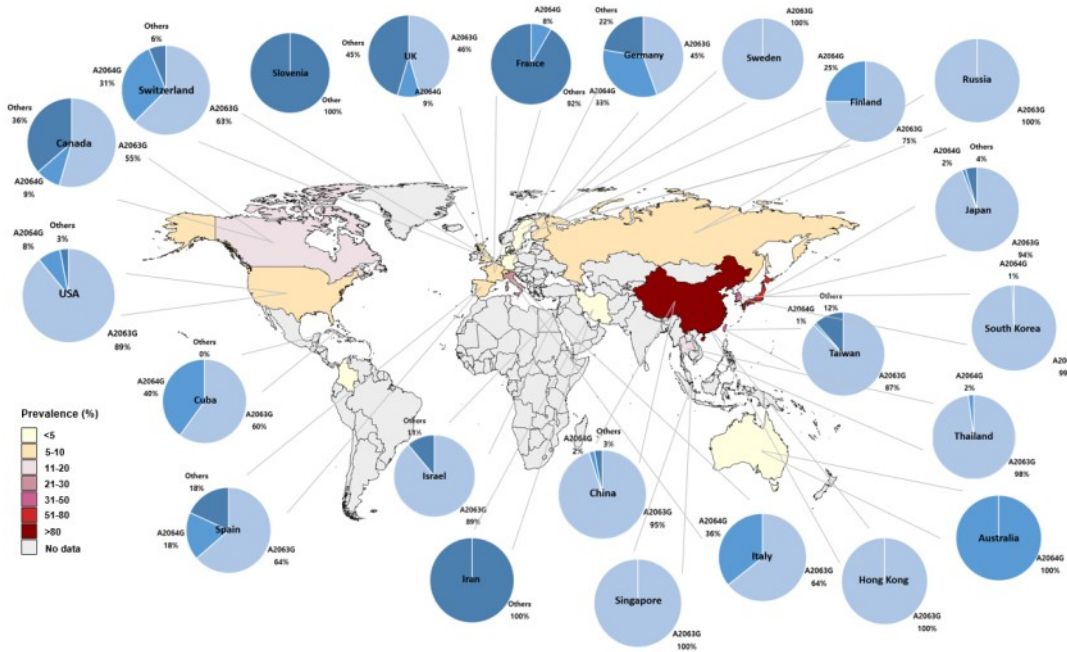 Others
6%
A2064G
31%
Switzerland
A2063G
63%
Slovenia
Other
100%
Others
45%
UK
A2063G
46%
A2064G
9%
A2064G
8%
France
Others
92%
Others
22%
Germany
A2063G
45%
A2064G
33%
A2063G
100%
Sweden
A2064G
25%
Finland
A2063G
75%
Russia
A2063G
100%
Others
36%
Canada
A2063G
55%
A2064G
9%
A2064G
2%
Others
4%
Japan
A2063G
94%
A2064G
8%
Others
3%
USA
A2063G
89%
A2064G
1%
South Korea
A2063G
Others
12%
A2064G
1%
Taiwan
A2063G
87%
Others
0%
A2064G
40%
Cuba
A2063G
60%
A2064G
2%
Thailand
A2063G
98%
Prevalence (%)
<5
5-10
11-20
21-30
31-50
51-80
>80
No data
Others
11%
Israel
A2063G
89%
A2064G
2%
Others
3%
China
A2063G
95%
Others
18%
A2064G
18%
Spain
A2063G
64%
Iran
Others
100%
Singapore
A2063G
100%
A2064G
36%
Italy
A2063G
64%
Hong Kong
A2063G
100%
Australia
A2064G
100%